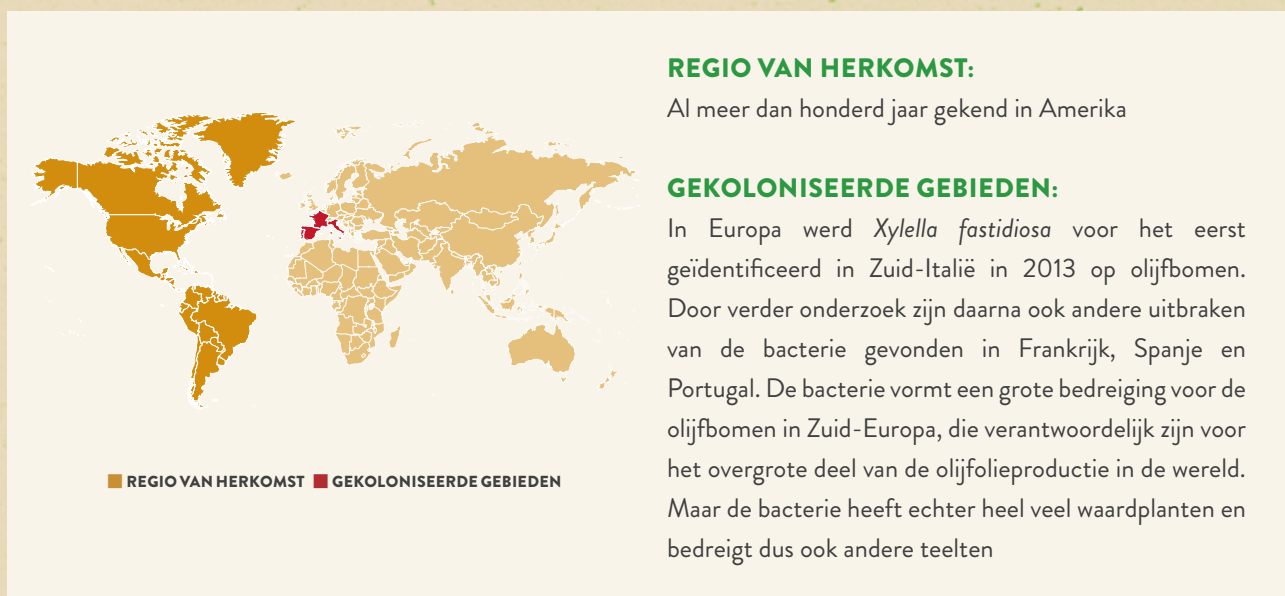 REGIO VAN HERKOMST:
Al meer dan honderd jaar gekend in Amerika
GEKOLONISEERDE GEBIEDEN:
In Europa werd Xylella fastidiosa voor het eerst
geïdentificeerd in Zuid-Italië in 2013 op olijfbomen.
Door verder onderzoek zijn daarna ook andere uitbraken
van de bacterie gevonden in Frankrijk, Spanje en
Portugal. De bacterie vormt een grote bedreiging voor de
olijfbomen in Zuid-Europa, die verantwoordelijk zijn voor
het overgrote deel van de olijfolieproductie in de wereld.
Maar de bacterie heeft echter heel veel waardplanten en
bedreigt dus ook andere teelten
REGIO VAN HERKOMST GEKOLONISEERDE GEBIEDEN